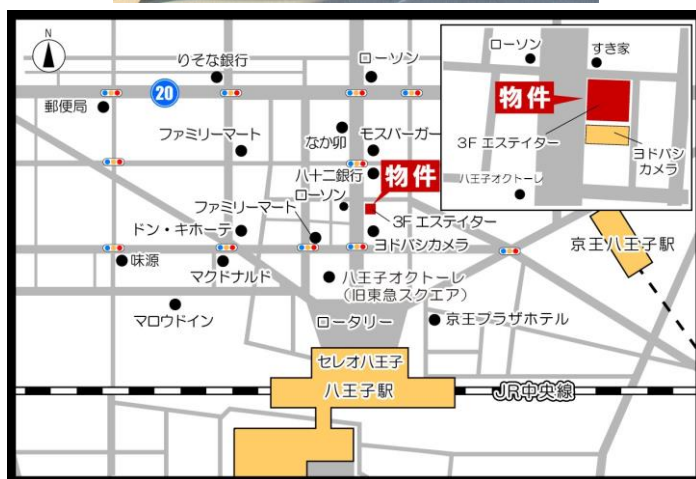 N
りそな銀行
ローソン
20
郵便局
ファミリーマート
なか卯
モスバーガー
八十二銀行
物件
ローソン
ファミリーマート
3F エステイター
ドン・キホーテ
ヨドバシカメラ
味源
マクドナルド
八王子オクトーレ
(旧東急スクエア)
マロウドイン
ロータリー
京王プラザホテル
京王八王子駅
セレオ八王子
八王子駅
JR中央線
ローソン
すき家
物件
3F エステイター
ヨドバシ
カメラ
八王子オクトーレ